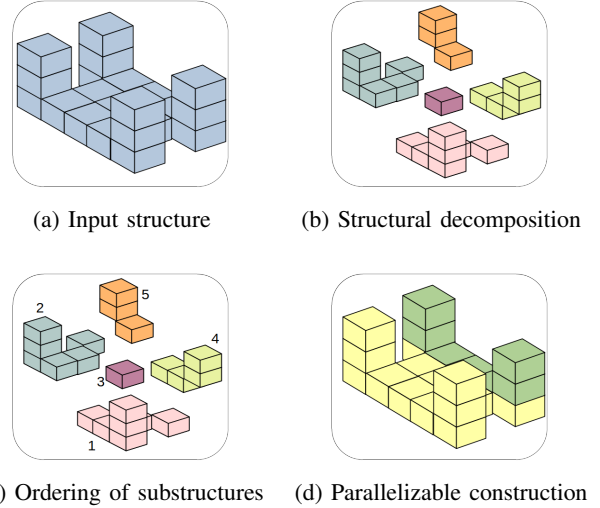 (a) Input structure
(b) Structural decomposition
2
5
4
3
1
) Ordering of substructures
(d) Parallelizable construction